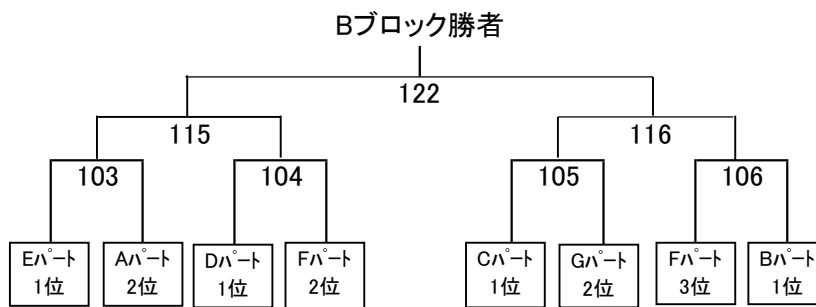 Bブロック勝者
122
115
116
103
104
105
106
Eパート
1位
Aパート
2位
Dパート
1位
Fパート
2位
Cパート
1位
Gパート
2位
Fパート
3位
Bパート
1位